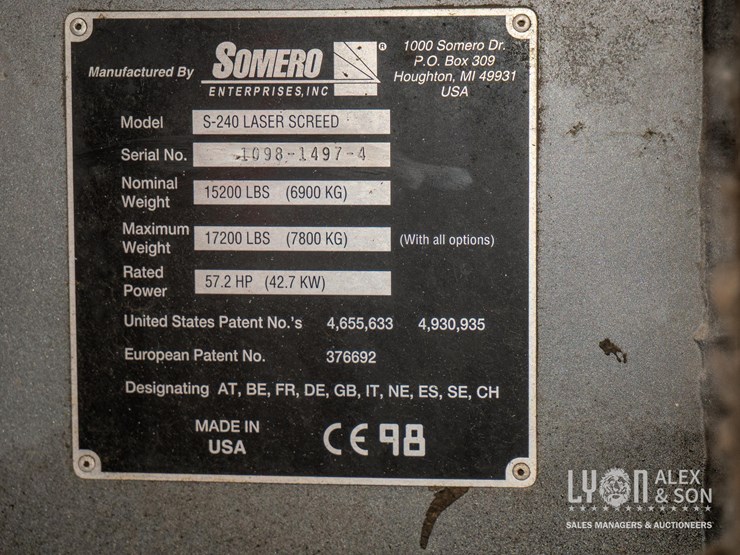 Manufactured By
SOMERO ®
ENTERPRISES, INC
1000 Somero Dr.
P.O. Box 309
Houghton, MI 49931
USA
Model S-240 LASER SCREED
Serial No. 1098-1497-4
Nominal Weight 15200 LBS (6900 KG)
Maximum Weight 17200 LBS (7800 KG) (With all options)
Rated Power 57.2 HP (42.7 KW)
United States Patent No.'s 4,655,633 4,930,935
European Patent No. 376692
Designating AT, BE, FR, DE, GB, IT, NE, ES, SE, CH
MADE IN
USA
CE 98
LYON ALEX
& SON
SALES MANAGERS & AUCTIONEERS